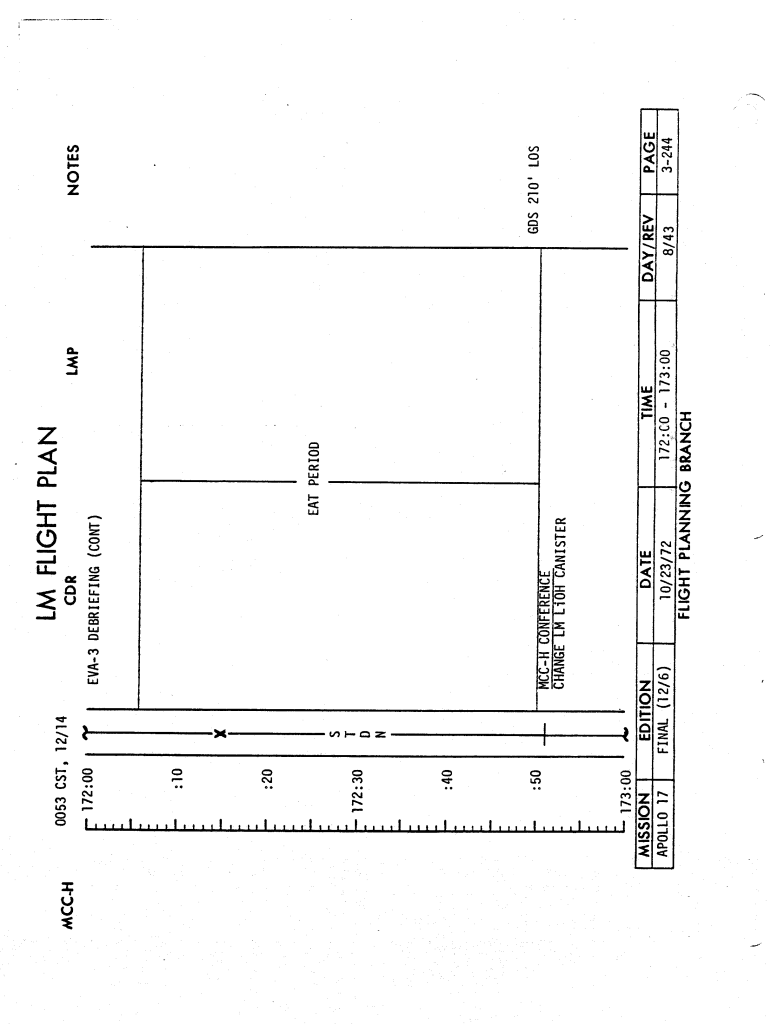 LM FLIGHT PLAN
MCC-H
0053 CST, 12/14
CDR
LMP
NOTES
172:00
EVA-3 DEBRIEFING (CONT)
:10
:20
S T D N
172:30
EAT PERIOD
:40
:50
MCC-H CONFERENCE
GDS 210' LOS
CHANGE LM LiOH CANISTER
173:00
MISSION EDITION DATE TIME DAY/REV PAGE
APOLLO 17 FINAL (12/6) 10/23/72 172:00 - 173:00 8/43 3-244
FLIGHT PLANNING BRANCH